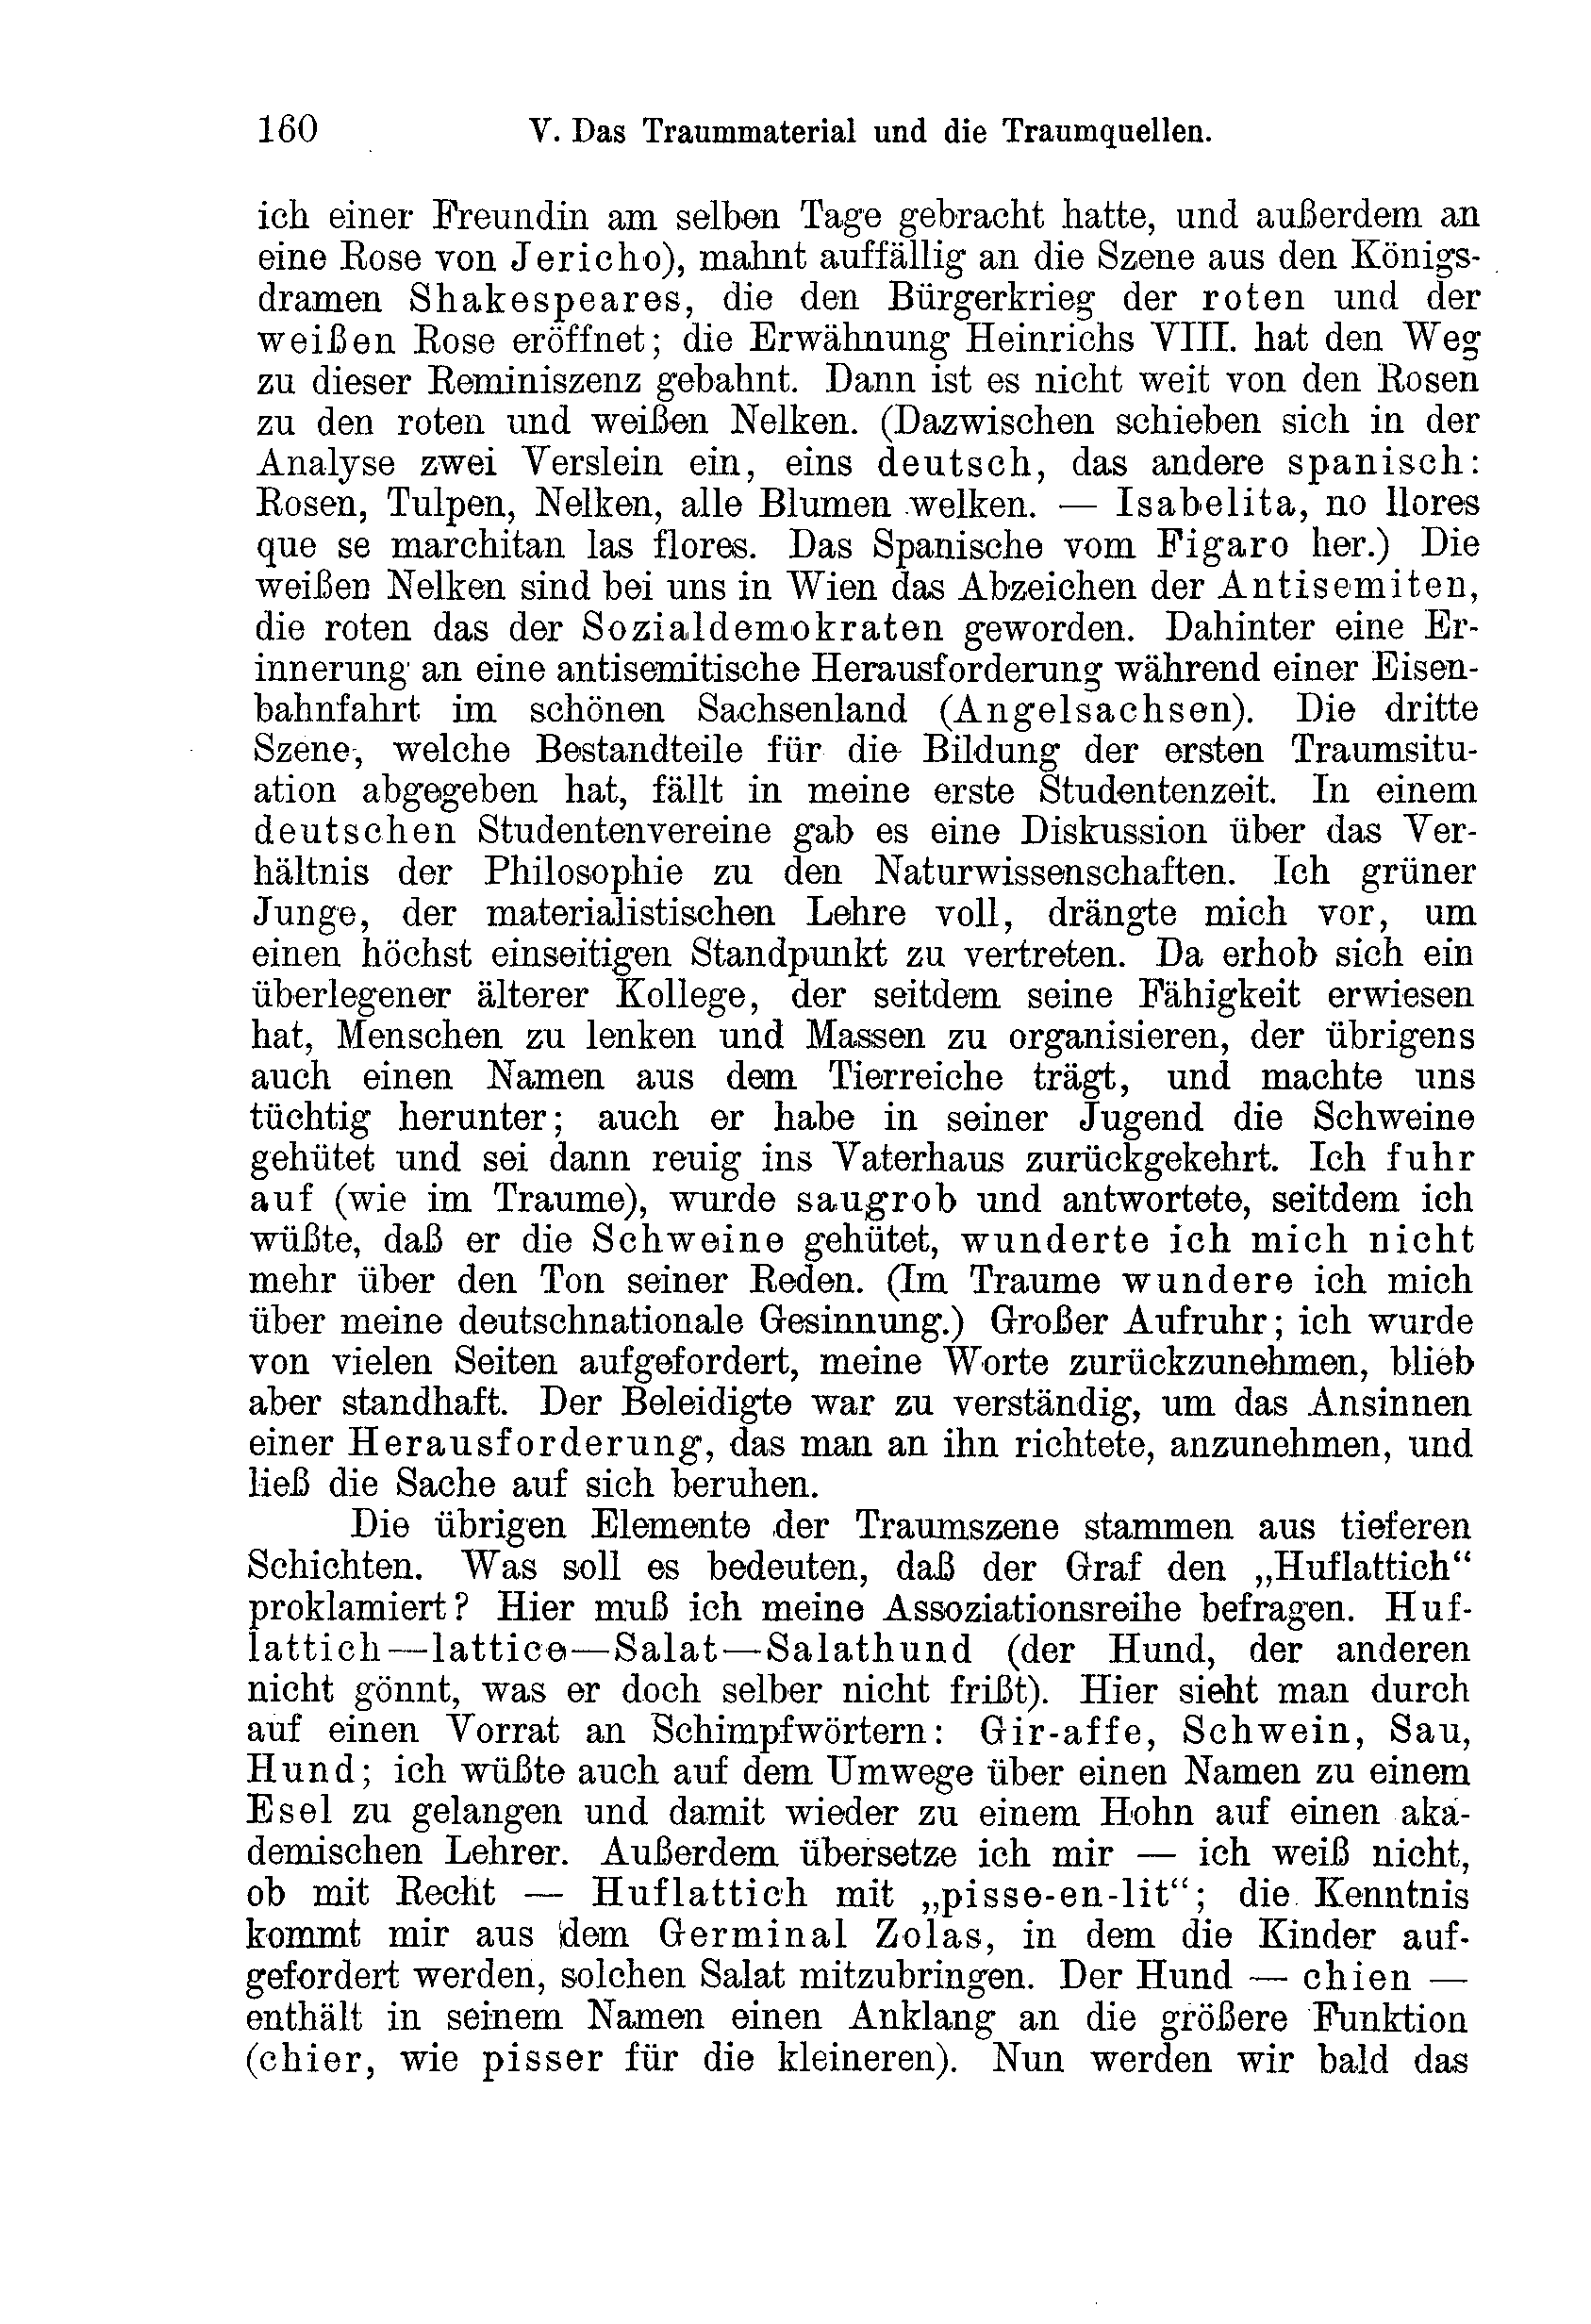 160 V. Das Traummaterial und die Traumquellen.
ich einer Freundin am selben Tage gebracht hatte, und außerdem an
eine Rose von Jericho), mahnt auffällig an die Szene aus den Königs-
dramen Shakespeares, die den Bürgerkrieg der roten und der
weißen Rose eröffnet; die Erwähnung Heinrichs VIII. hat den Weg
zu dieser Reminiszenz gebahnt. Dann ist es nicht weit von den Rosen
zu den roten und weißen Nelken. (Dazwischen schieben sich in der
Analyse zwei Verslein ein, eins deutsch, das andere spanisch:
Rosen, Tulpen, Nelken, alle Blumen welken. — Isabelita, no llores
que se marchitan las flores. Das Spanische vom Figaro her.) Die
weißen Nelken sind bei uns in Wien das Abzeichen der Antisemiten,
die roten das der Sozialdemokraten geworden. Dahinter eine Er-
innerung an eine antisemitische Herausforderung während einer Eisen-
bahnfahrt im schönen Sachsenland (Angelsachsen). Die dritte
Szene, welche Bestandteile für die Bildung der ersten Traumsitu-
ation abgegeben hat, fällt in meine erste Studentenzeit. In einem
deutschen Studentenvereine gab es eine Diskussion über das Ver-
hältnis der Philosophie zu den Naturwissenschaften. Ich grüner
Junge, der materialistischen Lehre voll, drängte mich vor, um
einen höchst einseitigen Standpunkt zu vertreten. Da erhob sich ein
überlegener älterer Kollege, der seitdem seine Fähigkeit erwiesen
hat, Menschen zu lenken und Massen zu organisieren, der übrigens
auch einen Namen aus dem Tierreiche trägt, und machte uns
tüchtig herunter; auch er habe in seiner Jugend die Schweine
gehütet und sei dann reuig ins Vaterhaus zurückgekehrt. Ich fuhr
auf (wie im Traume), wurde saugrob und antwortete, seitdem ich
wüßte, daß er die Schweine gehütet, wunderte ich mich nicht
mehr über den Ton seiner Reden. (Im Traume wundere ich mich
über meine deutschnationale Gesinnung.) Großer Aufruhr; ich wurde
von vielen Seiten aufgefordert, meine Worte zurückzunehmen, blieb
aber standhaft. Der Beleidigte war zu verständig, um das Ansinnen
einer Herausforderung, das man an ihn richtete, anzunehmen, und
ließ die Sache auf sich beruhen.
Die übrigen Elemente der Traumszene stammen aus tieferen
Schichten. Was soll es bedeuten, daß der Graf den „Huflattich“
proklamiert? Hier muß ich meine Assoziationsreihe befragen. Huf-
lattich—lattice—Salat—Salathund (der Hund, der anderen
nicht gönnt, was er doch selber nicht frißt). Hier sieht man durch
auf einen Vorrat an Schimpfwörtern: Gir-affe, Schwein, Sau,
Hund; ich wüßte auch auf dem Umwege über einen Namen zu einem
Esel zu gelangen und damit wieder zu einem Hohn auf einen aka-
demischen Lehrer. Außerdem übersetze ich mir — ich weiß nicht,
ob mit Recht — Huflattich mit „pisse-en-lit“; die Kenntnis
kommt mir aus dem Germinal Zolas, in dem die Kinder auf-
gefordert werden, solchen Salat mitzubringen. Der Hund — chien —
enthält in seinem Namen einen Anklang an die größere Funktion
(chier, wie pisser für die kleineren). Nun werden wir bald das